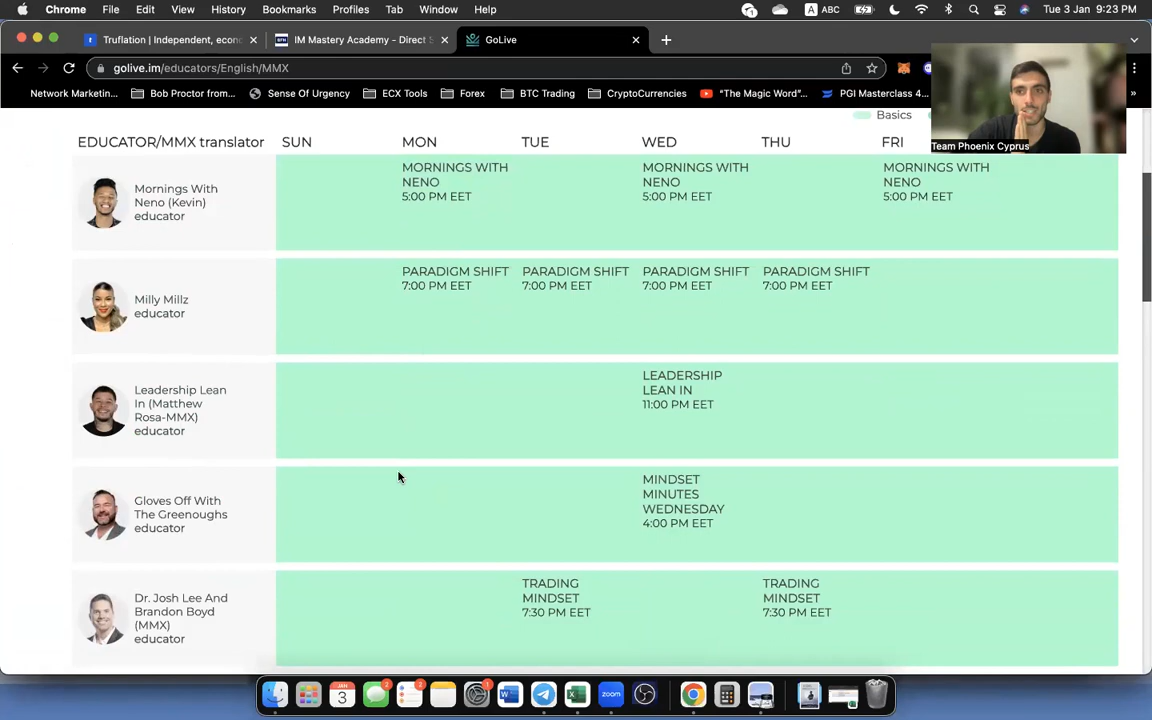 Chrome File Edit View History Bookmarks Profiles Tab Window Help
A ABC Tue 3 Jan 9:23 PM
Truflation | Independent, econ
IM Mastery Academy - Direct S
GoLive
golive.im/educators/English/MMX
Network Marketin...
Bob Proctor from...
Sense Of Urgency
ECX Tools
Forex
BTC Trading
CryptoCurrencies
"The Magic Word"...
PGI Masterclass 4...
Basics
Team Phoenix Cyprus
EDUCATOR/MMX translator SUN MON TUE WED THU FRI
Mornings With
Neno (Kevin)
educator
MORNINGS WITH
NENO
5:00 PM EET
MORNINGS WITH
NENO
5:00 PM EET
MORNINGS WITH
NENO
5:00 PM EET
Milly Millz
educator
PARADIGM SHIFT
7:00 PM EET
PARADIGM SHIFT
7:00 PM EET
PARADIGM SHIFT
7:00 PM EET
PARADIGM SHIFT
7:00 PM EET
Leadership Lean
In (Matthew
Rosa-MMX)
educator
LEADERSHIP
LEAN IN
11:00 PM EET
Gloves Off With
The Greenoughs
educator
MINDSET
MINUTES
WEDNESDAY
4:00 PM EET
Dr. Josh Lee And
Brandon Boyd
(MMX)
educator
TRADING
MINDSET
7:30 PM EET
TRADING
MINDSET
7:30 PM EET
JAN
3
2
2
1
zoom